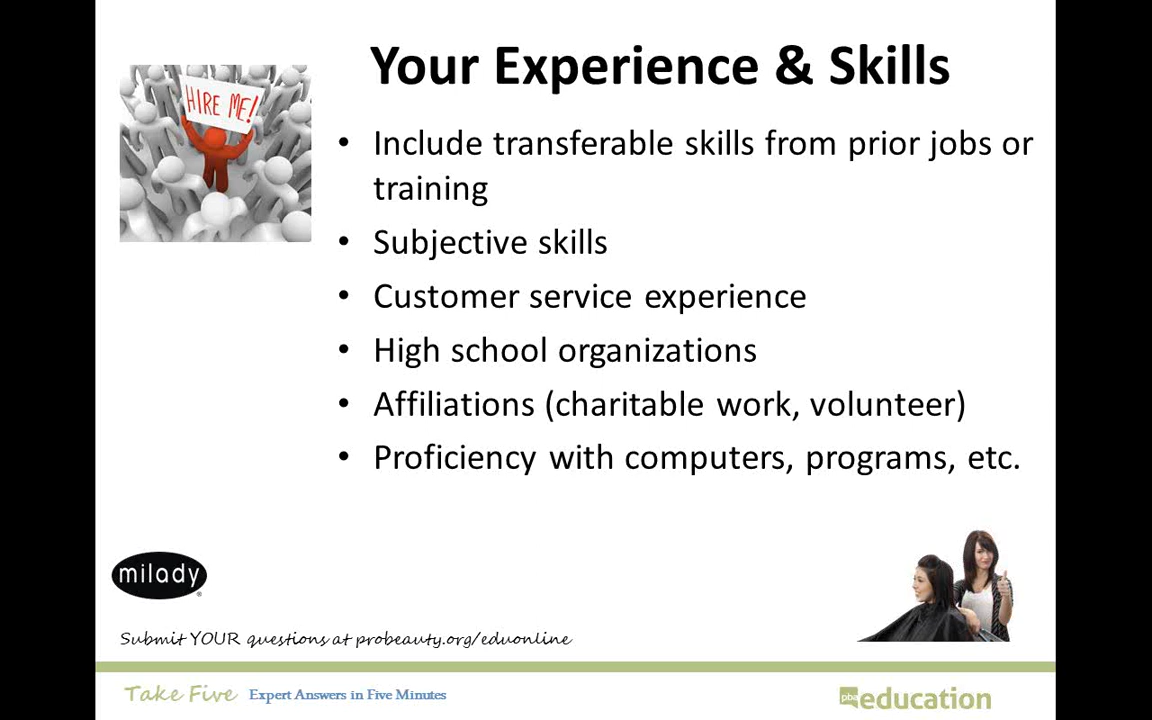 Your Experience & Skills
HIRE ME!
• Include transferable skills from prior jobs or
training
• Subjective skills
• Customer service experience
• High school organizations
• Affiliations (charitable work, volunteer)
• Proficiency with computers, programs, etc.
milady®
Submit YOUR questions at probeauty.org/eduonline
Take Five Expert Answers in Five Minutes
pba education